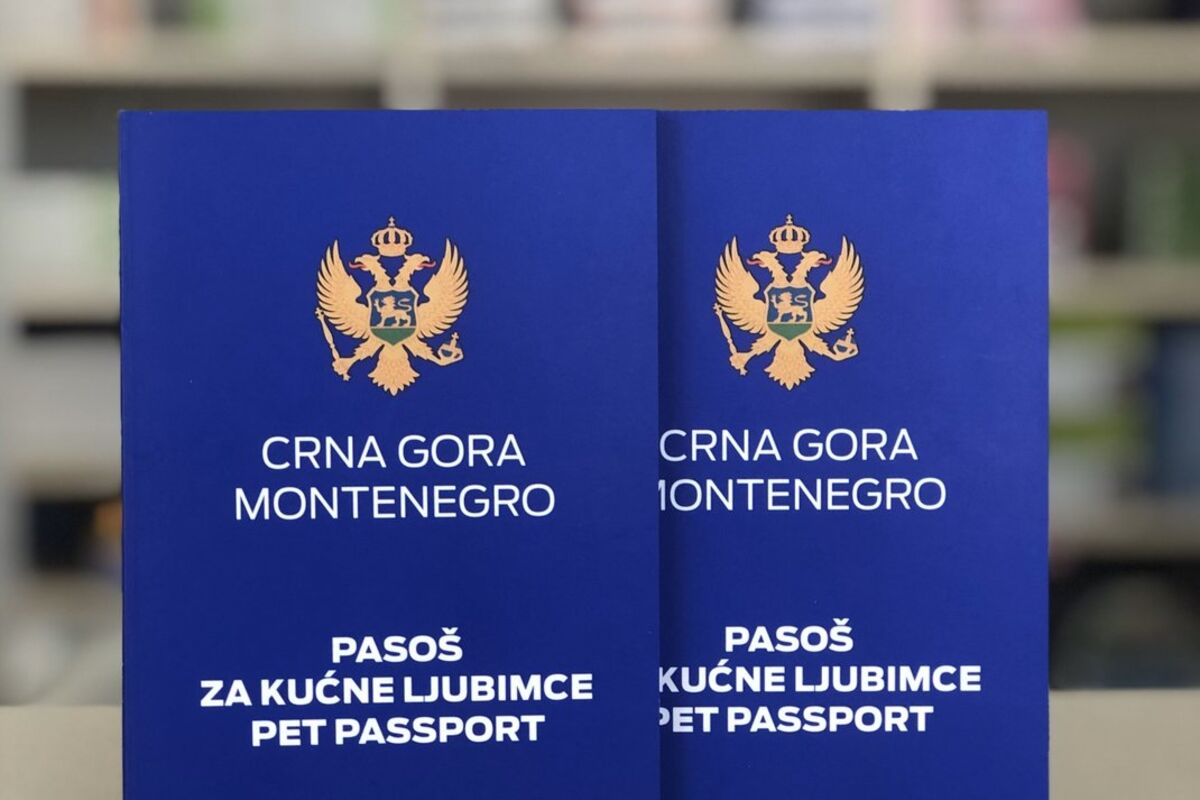 CRNA GORA
MONTENEGRO
PASOŠ
ZA KUĆNE LJUBIMCE
PET PASSPORT
CRNA GORA
MONTENEGRO
PASOŠ
KUĆNE LJUBIMCE
PET PASSPORT